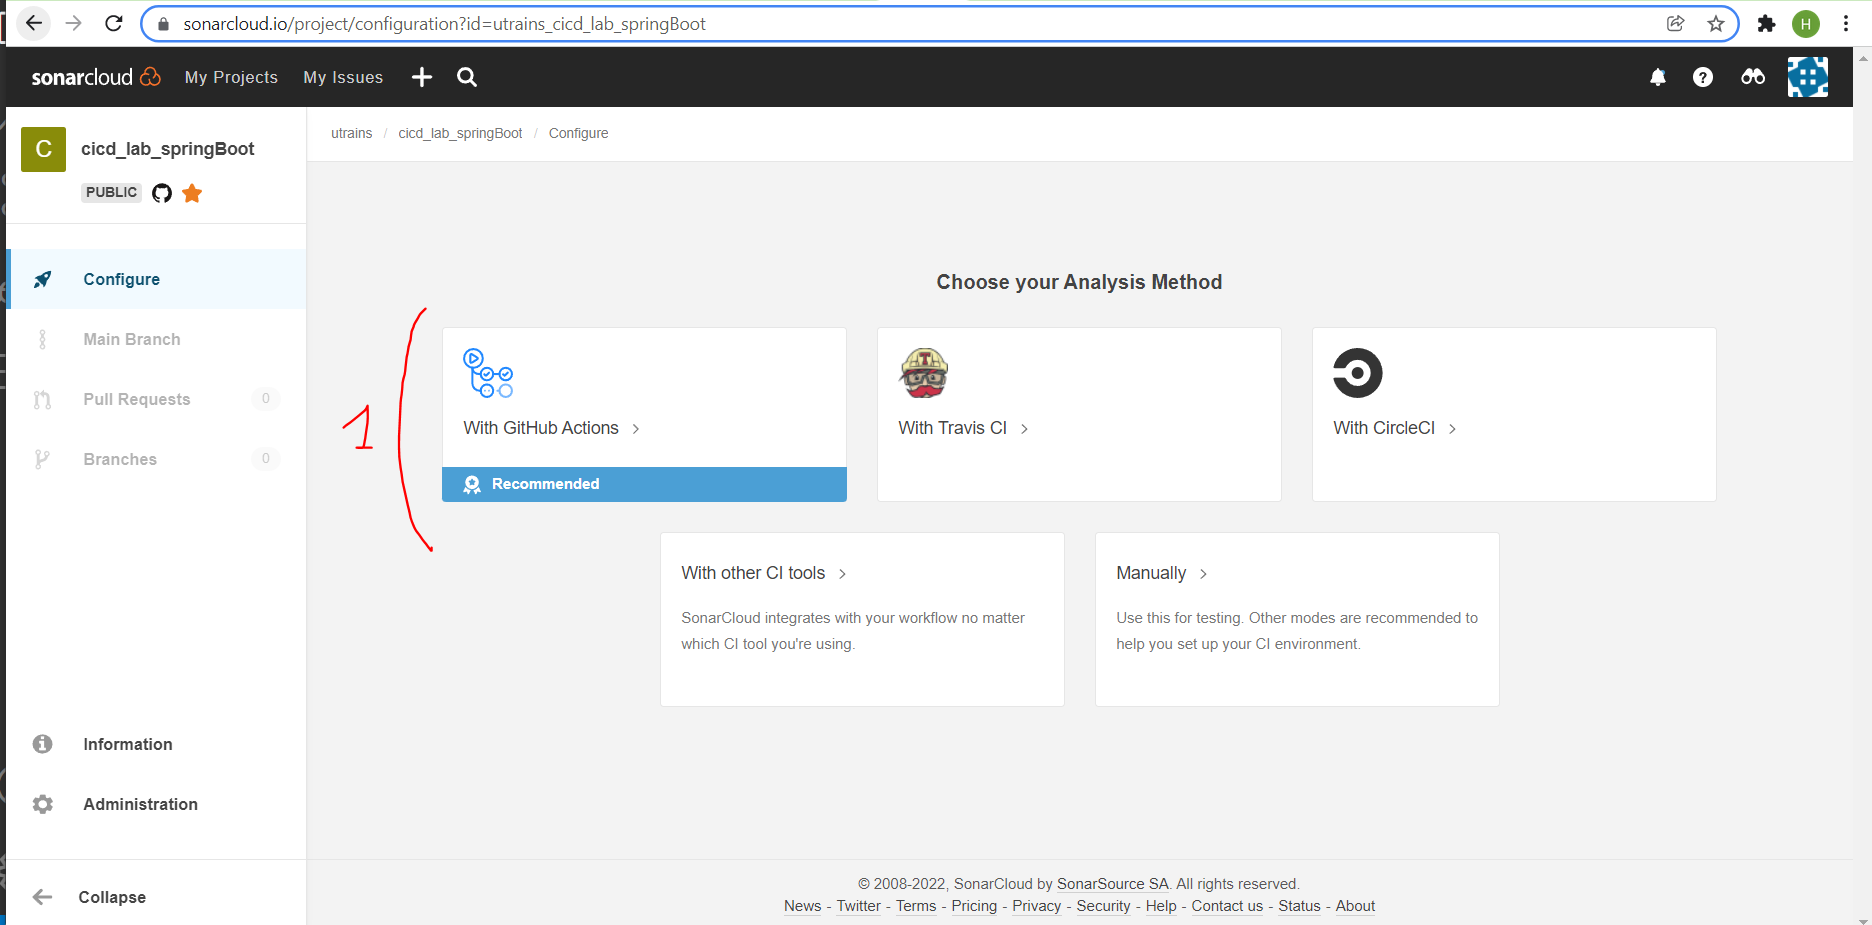 sonarcloud.io/project/configuration?id=utrains_cicd_lab_springBoot
H
sonarcloud My Projects My Issues
?
C
cicd_lab_springBoot
PUBLIC
utrains / cicd_lab_springBoot / Configure
Configure
Main Branch
Pull Requests 0
Branches 0
Information
Administration
Collapse
Choose your Analysis Method
1
With GitHub Actions
Recommended
With Travis CI
With CircleCI
With other CI tools
SonarCloud integrates with your workflow no matter
which CI tool you're using.
Manually
Use this for testing. Other modes are recommended to
help you set up your CI environment.
© 2008-2022, SonarCloud by SonarSource SA. All rights reserved.
News - Twitter - Terms - Pricing - Privacy - Security - Help - Contact us - Status - About